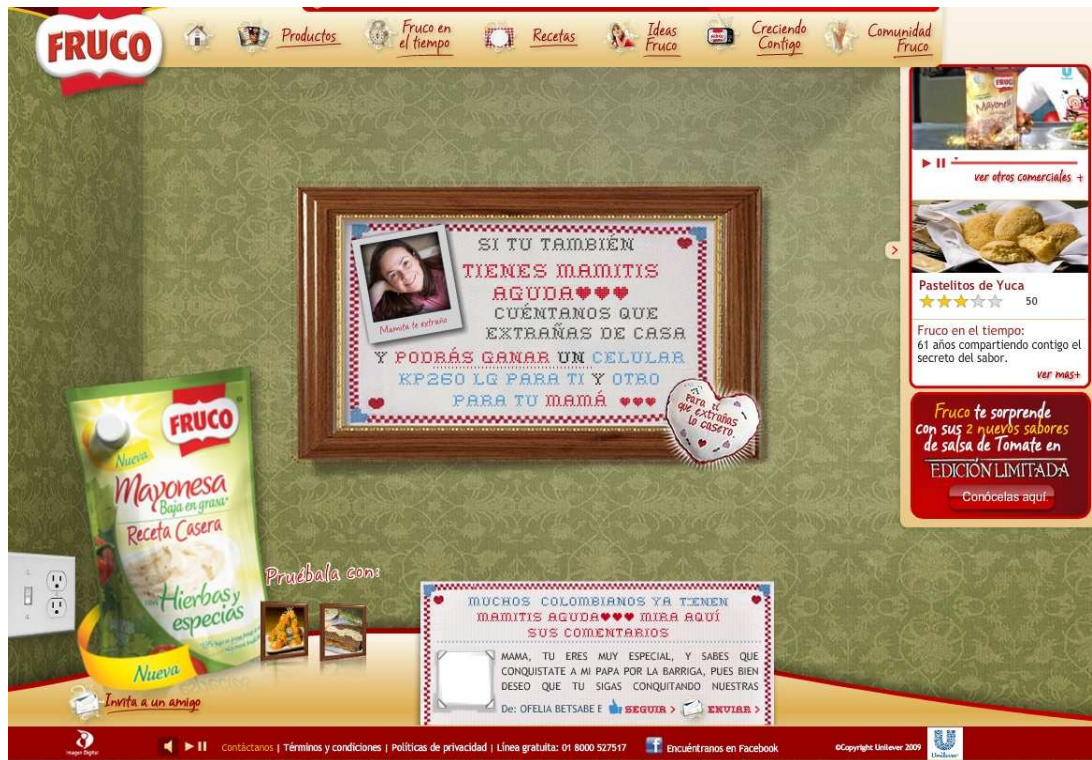 FRUCO
Productos
Fruco en
el tiempo
Recetas
Ideas
Fruco
Creciendo
Contigo
Comunidad
Fruco
FRUCO
Mayonesa
ver otros comerciales +
Pastelitos de Yuca
50
Fruco en el tiempo:
61 años compartiendo contigo el
secreto del sabor.
ver mas+
Fruco te sorprende
con sus 2 nuevos sabores
de salsa de Tomate en
EDICIÓN LIMITADA
Conócelas aquí.
SI TU TAMBIÉN
TIENES MAMITIS
AGUDA♥♥♥
CUÉNTANOS QUE
EXTRAÑAS DE CASA
Y PODRÁS GANAR UN CELULAR
KP260 LG PARA TI Y OTRO
PARA TU MAMÁ ♥♥♥
Mamita te extraño
Para ti
que extrañas
lo casero.
FRUCO
Nueva
Mayonesa
Baja en grasa*
Receta Casera
con Hierbas y
especias
Nueva
Pruébala con:
Invita a un amigo
MUCHOS COLOMBIANOS YA TIENEN
MAMITIS AGUDA♥♥♥ MIRA AQUÍ
SUS COMENTARIOS
MAMA, TU ERES MUY ESPECIAL, Y SABES QUE
CONQUISTATE A MI PAPA POR LA BARRIGA, PUES BIEN
DESEO QUE TU SIGAS CONQUITANDO NUESTRAS
De: OFELIA BETSABE E SEGUIR > ENVIAR >
Imagen Digital
Contáctanos | Términos y condiciones | Políticas de privacidad | Línea gratuita: 01 8000 527517
Encuéntranos en Facebook
©Copyright Unilever 2009
Unilever